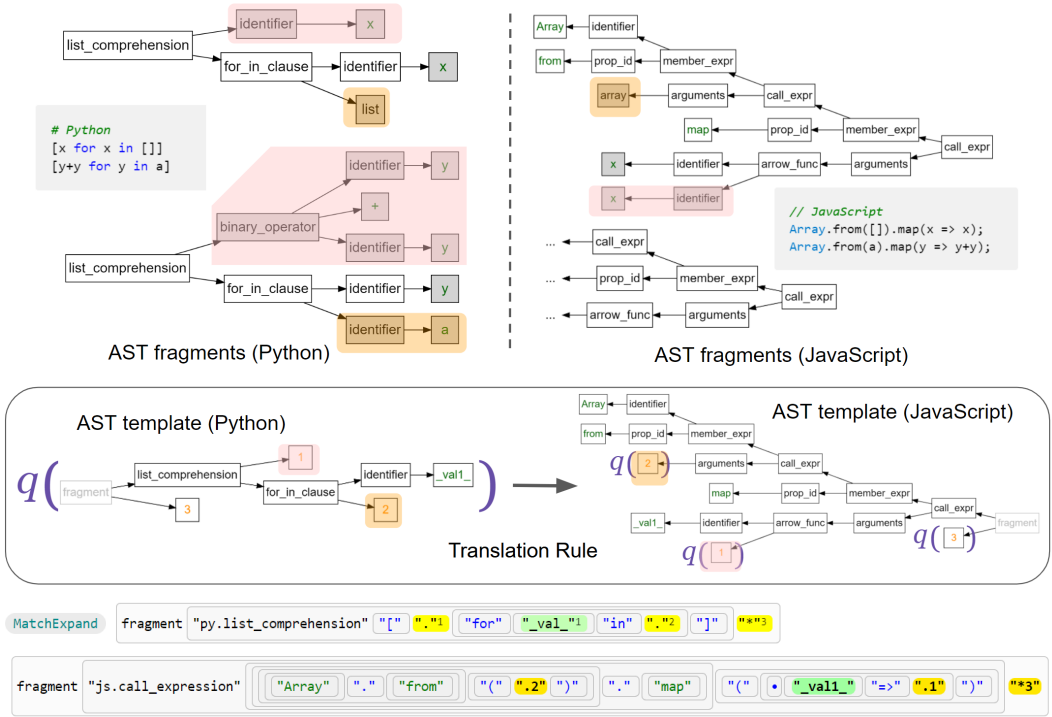 identifier x
list_comprehension
for_in_clause identifier x
list
# Python
[x for x in []]
[y+y for y in a]
identifier y
+
binary_operator
identifier y
list_comprehension
for_in_clause identifier y
identifier a
AST fragments (Python)
Array identifier
from prop_id member_expr
array arguments call_expr
map prop_id member_expr
call_expr
x identifier arrow_func arguments
x identifier
// JavaScript
Array.from([]).map(x => x);
Array.from(a).map(y => y+y);
... call_expr
... prop_id member_expr
call_expr
... arrow_func arguments
AST fragments (JavaScript)
AST template (Python)
1
list_comprehension identifier _val1_
q( fragment for_in_clause )
3 2
AST template (JavaScript)
Array identifier
from prop_id member_expr
q( 2 ) arguments call_expr
map prop_id member_expr
call_expr
_val1_ identifier arrow_func arguments fragment
q( 3 )
q( 1 )
Translation Rule
MatchExpand fragment "py.list_comprehension" "[" "."1 "for" "_val_"1 "in" "."2 "]" "*"3
fragment "js.call_expression" "Array" "." "from" "(" ".2" ")" "." "map" "(" • "_val1_" "=>" ".1" ")" "*3"